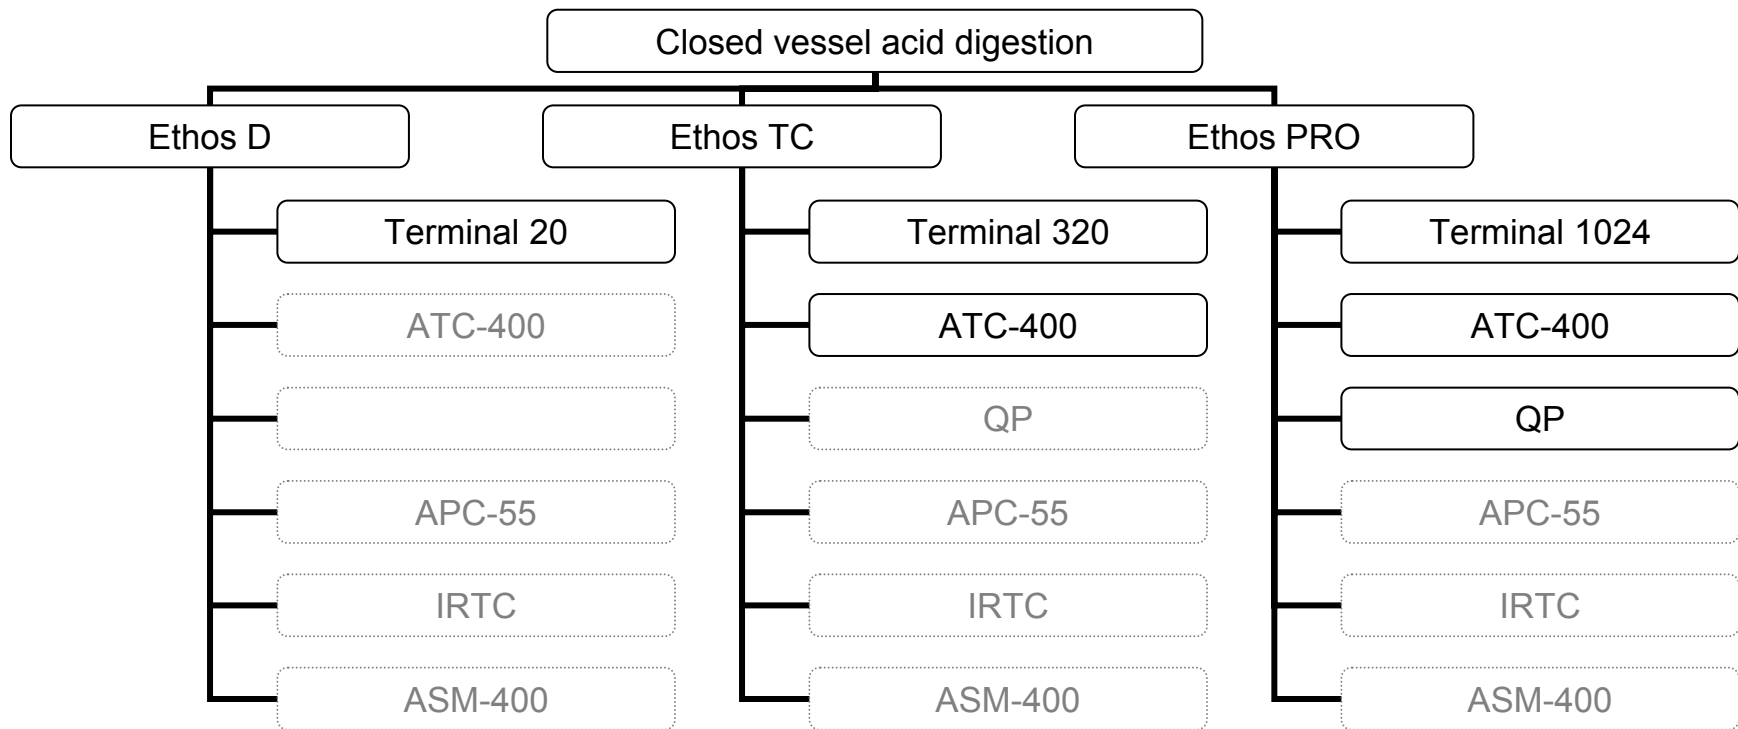 Closed vessel acid digestion
Ethos D
Ethos TC
Ethos PRO
Terminal 20
Terminal 320
Terminal 1024
ATC-400
ATC-400
ATC-400
QP
QP
APC-55
APC-55
APC-55
IRTC
IRTC
IRTC
ASM-400
ASM-400
ASM-400